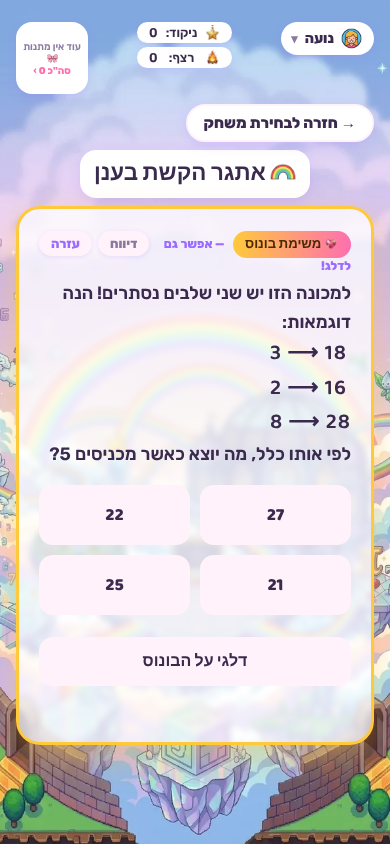 נועה ▾
ניקוד: 0
רצף: 0
עוד אין מתנות
סה"כ 0 ›
→ חזרה לבחירת משחק
אתגר הקשת בענן
משימת בונוס – אפשר גם לדלג!
דיווח
עזרה
למכונה הזו יש שני שלבים נסתרים! הנה
דוגמאות:
3 ⟶ 18
2 ⟶ 16
8 ⟶ 28
לפי אותו כלל, מה יוצא כאשר מכניסים 5?
27
22
21
25
דלגי על הבונוס